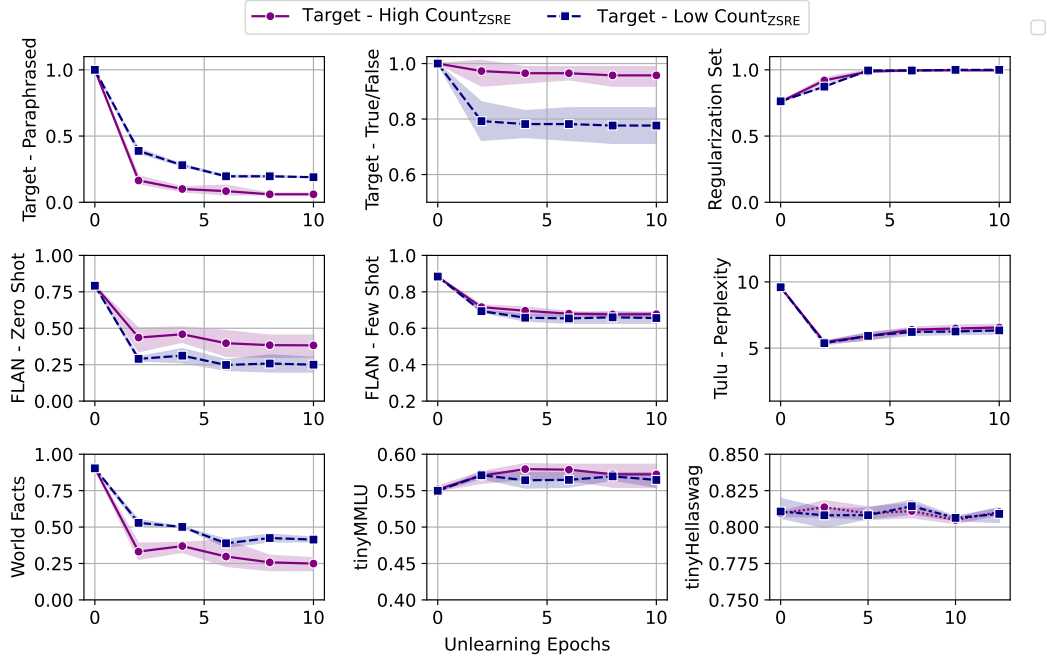 Target - High Count_ZSRE  Target - Low Count_ZSRE
Target - Paraphrased
1.0
0.5
0.0
0 5 10
Target - True/False
1.0
0.8
0.6
0 5 10
Regularization Set
1.0
0.5
0.0
0 5 10
FLAN - Zero Shot
1.00
0.75
0.50
0.25
0.00
0 5 10
FLAN - Few Shot
1.0
0.8
0.6
0.4
0.2
0 5 10
Tulu - Perplexity
10
5
0 5 10
World Facts
1.00
0.75
0.50
0.25
0.00
0 5 10
tinyMMLU
0.60
0.55
0.50
0.45
0.40
0 5 10
tinyHellaswag
0.850
0.825
0.800
0.775
0.750
0 5 10
Unlearning Epochs